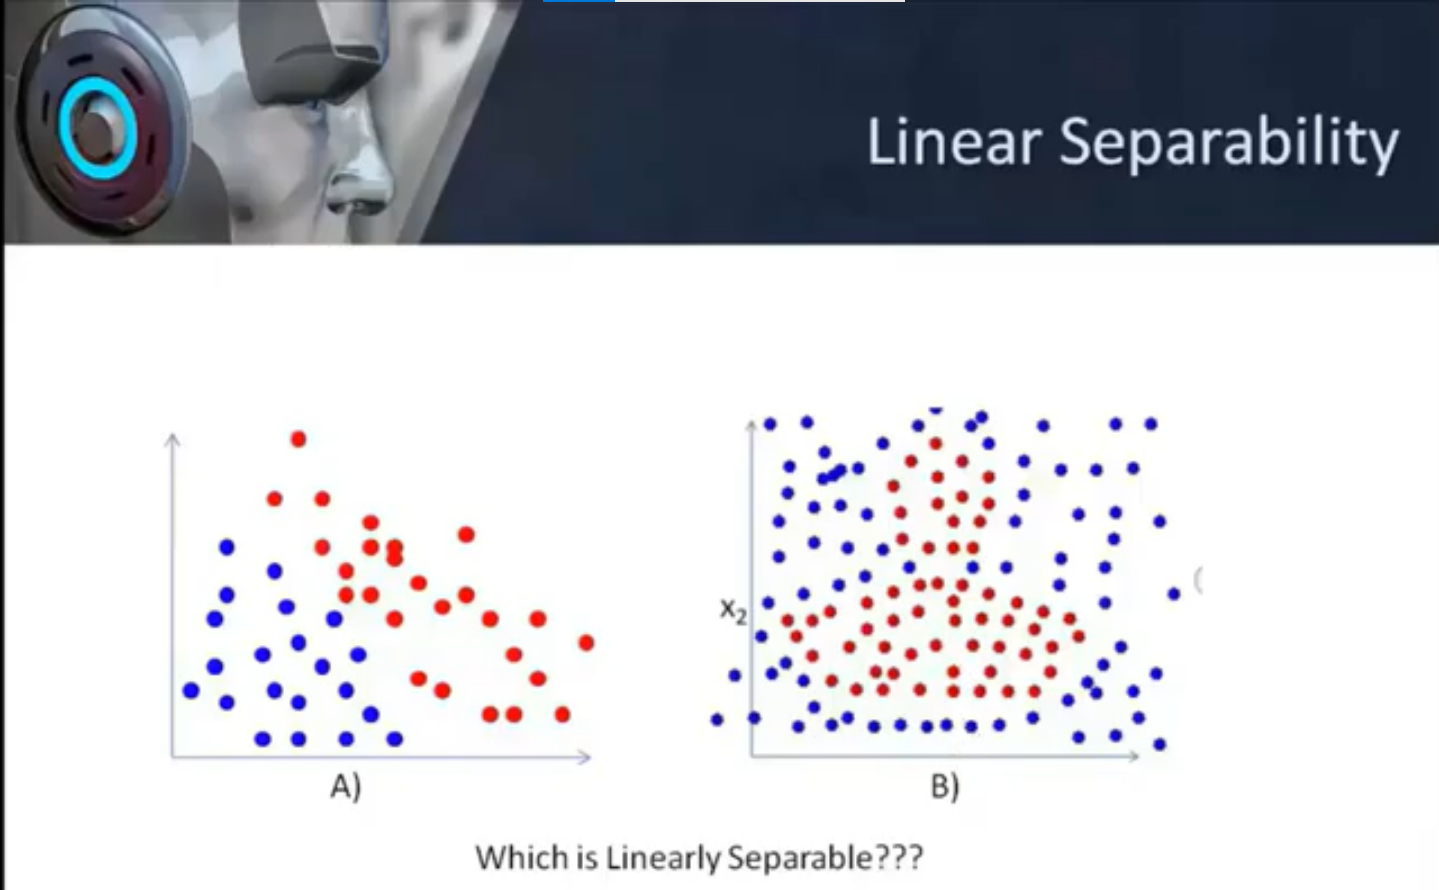 Linear Separability
X₂
A)
B)
Which is Linearly Separable???